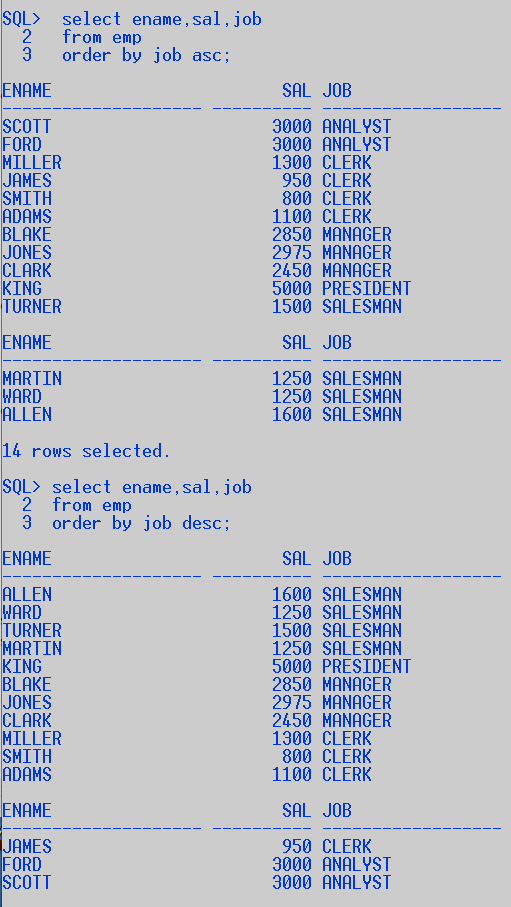 SQL>  select ename,sal,job
  2   from emp
  3   order by job asc;
ENAME                       SAL JOB
-------------------- ---------- ------------------
SCOTT                      3000 ANALYST
FORD                       3000 ANALYST
MILLER                     1300 CLERK
JAMES                       950 CLERK
SMITH                       800 CLERK
ADAMS                      1100 CLERK
BLAKE                      2850 MANAGER
JONES                      2975 MANAGER
CLARK                      2450 MANAGER
KING                       5000 PRESIDENT
TURNER                     1500 SALESMAN
ENAME                       SAL JOB
-------------------- ---------- ------------------
MARTIN                     1250 SALESMAN
WARD                       1250 SALESMAN
ALLEN                      1600 SALESMAN
14 rows selected.
SQL> select ename,sal,job
  2  from emp
  3  order by job desc;
ENAME                       SAL JOB
-------------------- ---------- ------------------
ALLEN                      1600 SALESMAN
WARD                       1250 SALESMAN
TURNER                     1500 SALESMAN
MARTIN                     1250 SALESMAN
KING                       5000 PRESIDENT
BLAKE                      2850 MANAGER
JONES                      2975 MANAGER
CLARK                      2450 MANAGER
MILLER                     1300 CLERK
SMITH                       800 CLERK
ADAMS                      1100 CLERK
ENAME                       SAL JOB
-------------------- ---------- ------------------
JAMES                       950 CLERK
FORD                       3000 ANALYST
SCOTT                      3000 ANALYST